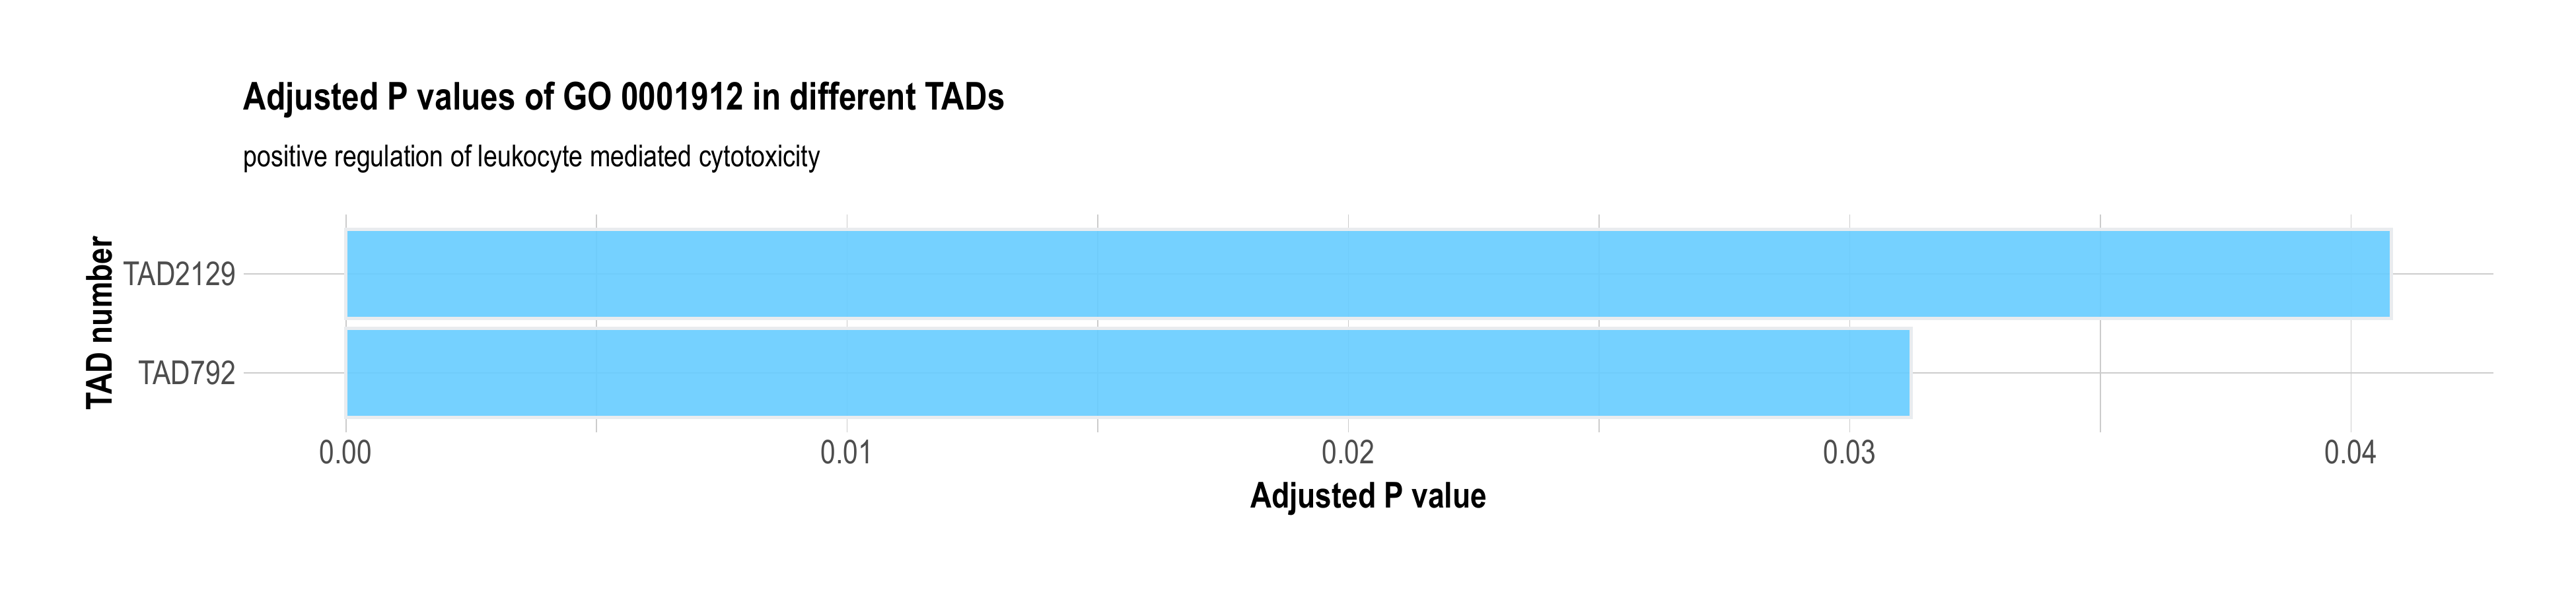 Adjusted P values of GO 0001912 in different TADs
positive regulation of leukocyte mediated cytotoxicity
TAD number
TAD2129
TAD792
0.00 0.01 0.02 0.03 0.04
Adjusted P value